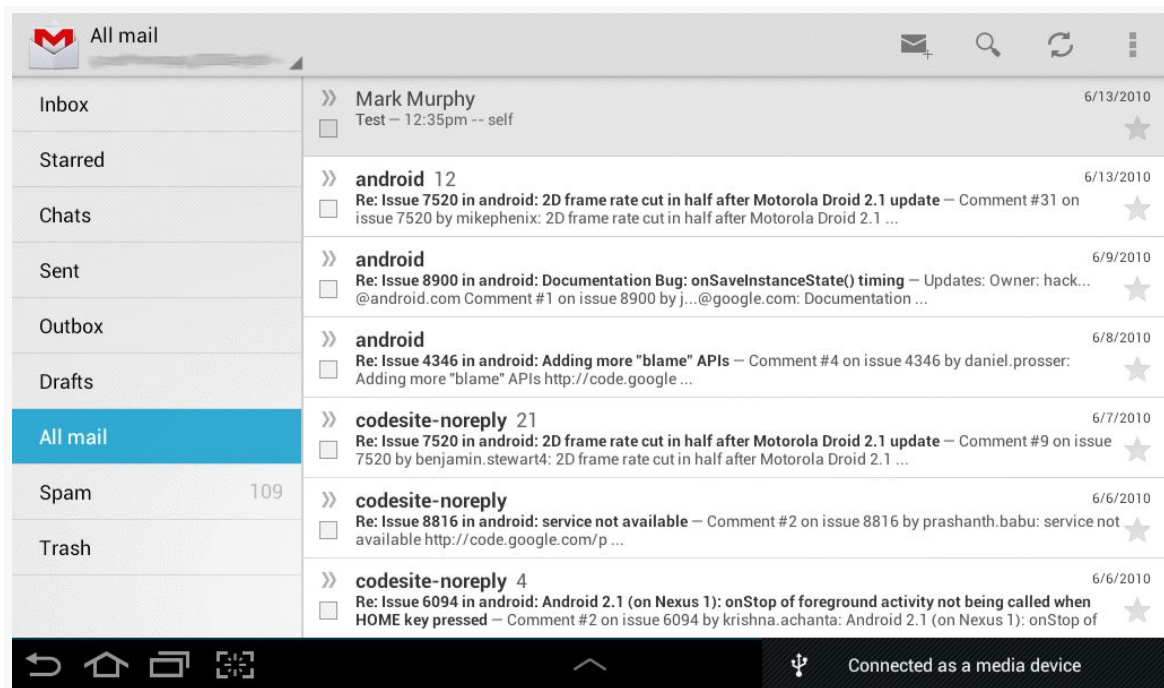 All mail
Inbox
Starred
Chats
Sent
Outbox
Drafts
All mail
Spam 109
Trash
Mark Murphy 6/13/2010
Test – 12:35pm -- self
android 12 6/13/2010
Re: Issue 7520 in android: 2D frame rate cut in half after Motorola Droid 2.1 update – Comment #31 on
issue 7520 by mikephenix: 2D frame rate cut in half after Motorola Droid 2.1 ...
android 6/9/2010
Re: Issue 8900 in android: Documentation Bug: onSaveInstanceState() timing – Updates: Owner: hack...
@android.com Comment #1 on issue 8900 by j...@google.com: Documentation ...
android 6/8/2010
Re: Issue 4346 in android: Adding more "blame" APIs – Comment #4 on issue 4346 by daniel.prosser:
Adding more "blame" APIs http://code.google ...
codesite-noreply 21 6/7/2010
Re: Issue 7520 in android: 2D frame rate cut in half after Motorola Droid 2.1 update – Comment #9 on issue
7520 by benjamin.stewart4: 2D frame rate cut in half after Motorola Droid 2.1 ...
codesite-noreply 6/6/2010
Re: Issue 8816 in android: service not available – Comment #2 on issue 8816 by prashanth.babu: service not
available http://code.google.com/p ...
codesite-noreply 4 6/6/2010
Re: Issue 6094 in android: Android 2.1 (on Nexus 1): onStop of foreground activity not being called when
HOME key pressed – Comment #2 on issue 6094 by krishna.achanta: Android 2.1 (on Nexus 1): onStop of
Connected as a media device